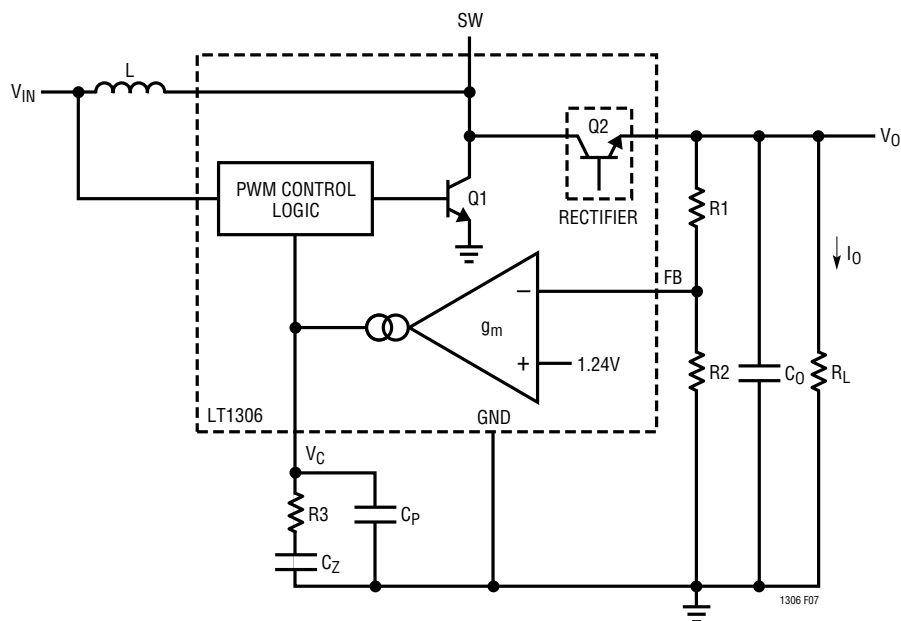 SW
L
V_IN
Q2
V_O
PWM CONTROL
LOGIC
Q1
RECTIFIER
R1
I_O
FB
−
g_m
+
1.24V
R2
C_O
R_L
LT1306
GND
V_C
R3
C_P
C_Z
1306 F07